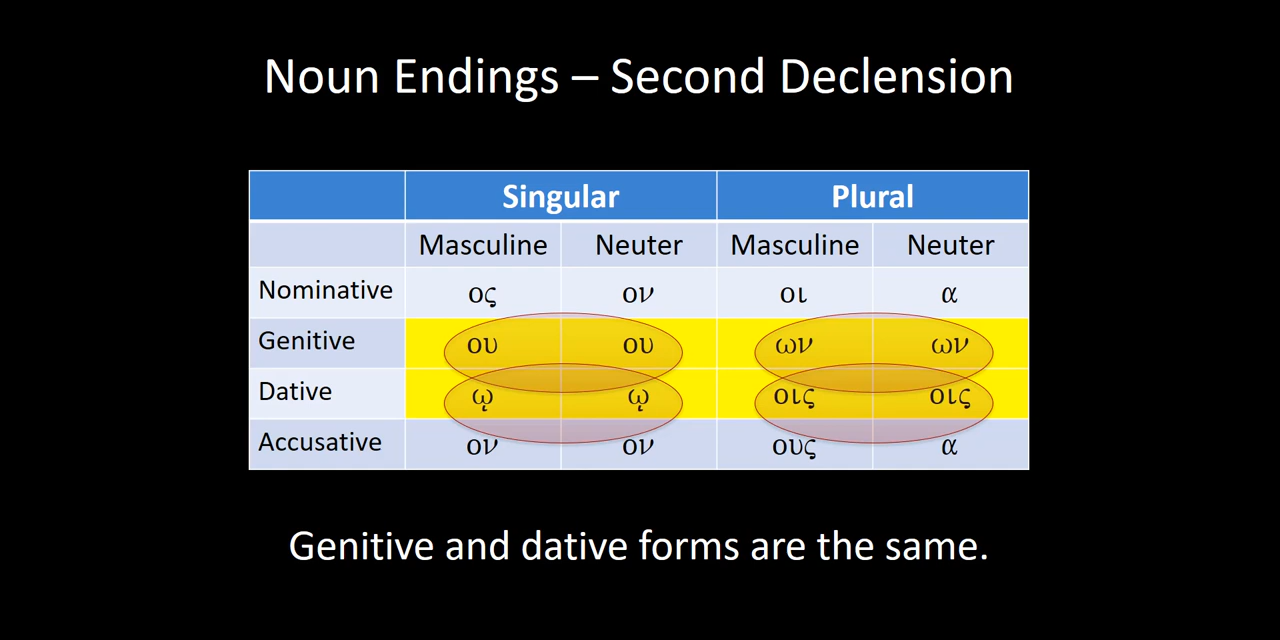 Noun Endings – Second Declension
Singular Plural
Masculine Neuter Masculine Neuter
Nominative ος ον οι α
Genitive ου ου ων ων
Dative ῳ ῳ οις οις
Accusative ον ον ους α
Genitive and dative forms are the same.